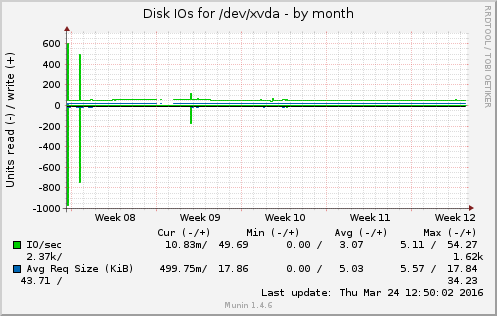 Disk IOs for /dev/xvda - by month
RRDTOOL / TOBI OETIKER
Units read (-) / write (+)
600
400
200
0
-200
-400
-600
-800
-1000
Week 08 Week 09 Week 10 Week 11 Week 12
Cur (-/+) Min (-/+) Avg (-/+) Max (-/+)
IO/sec 10.83m/ 49.69 0.00 / 3.07 5.11 / 54.27
2.37k/ 1.62k
Avg Req Size (KiB) 499.75m/ 17.86 0.00 / 5.03 5.57 / 17.84
43.71 / 34.23
Last update: Thu Mar 24 12:50:02 2016
Munin 1.4.6